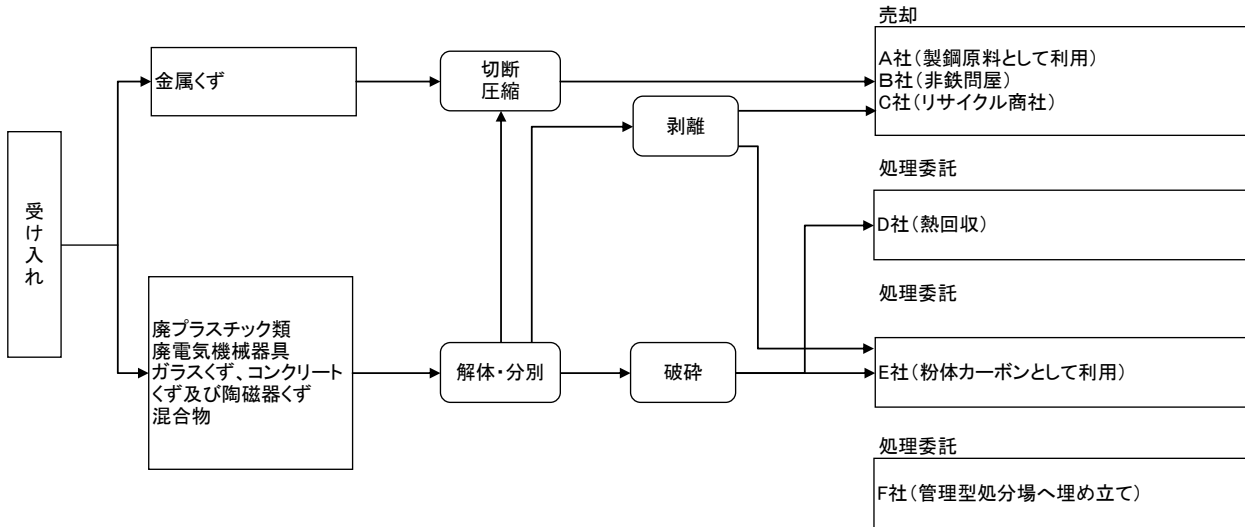 売却
A社（製鋼原料として利用）
B社（非鉄問屋）
C社（リサイクル商社）
金属くず
切断
圧縮
剥離
処理委託
受け入れ
D社（熱回収）
処理委託
廃プラスチック類
廃電気機械器具
ガラスくず、コンクリート
くず及び陶磁器くず
混合物
解体・分別
破砕
E社（粉体カーボンとして利用）
処理委託
F社（管理型処分場へ埋め立て）